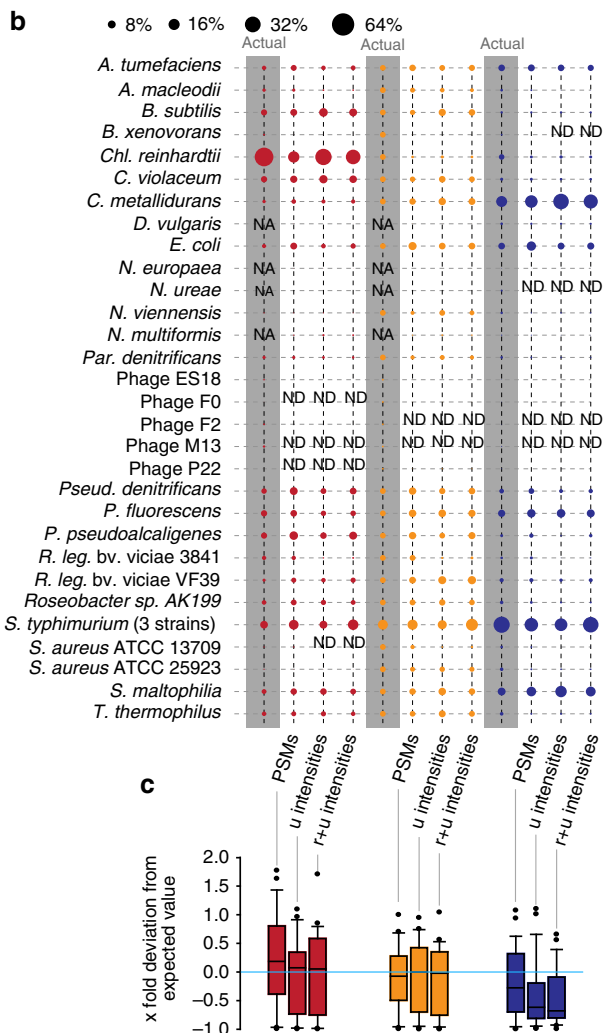 b
8% 16% 32% 64%
Actual Actual Actual
A. tumefaciens
A. macleodii
B. subtilis
B. xenovorans ND ND
Chl. reinhardtii
C. violaceum
C. metallidurans
D. vulgaris NA NA
E. coli
N. europaea NA NA
N. ureae NA NA ND ND ND
N. viennensis
N. multiformis NA NA
Par. denitrificans
Phage ES18
Phage F0 ND ND ND
Phage F2 ND ND ND ND ND ND
Phage M13 ND ND ND ND ND ND ND ND ND
Phage P22 ND ND ND
Pseud. denitrificans
P. fluorescens
P. pseudoalcaligenes
R. leg. bv. viciae 3841
R. leg. bv. viciae VF39
Roseobacter sp. AK199
S. typhimurium (3 strains)
S. aureus ATCC 13709 ND ND
S. aureus ATCC 25923
S. maltophilia
T. thermophilus
PSMs u intensities r+u intensities PSMs u intensities r+u intensities PSMs u intensities r+u intensities
c
x fold deviation from
expected value
2.0
1.5
1.0
0.5
0.0
−0.5
−1.0